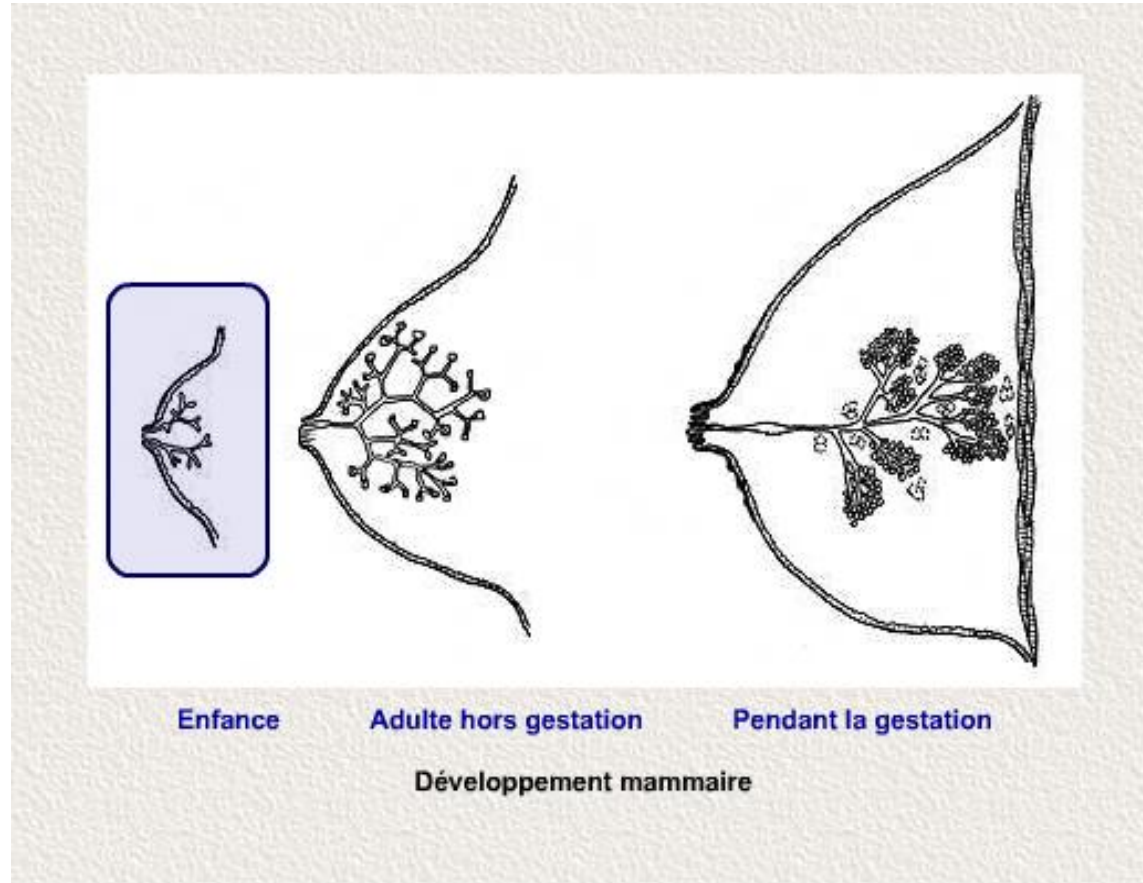 Enfance
Adulte hors gestation
Pendant la gestation
Développement mammaire